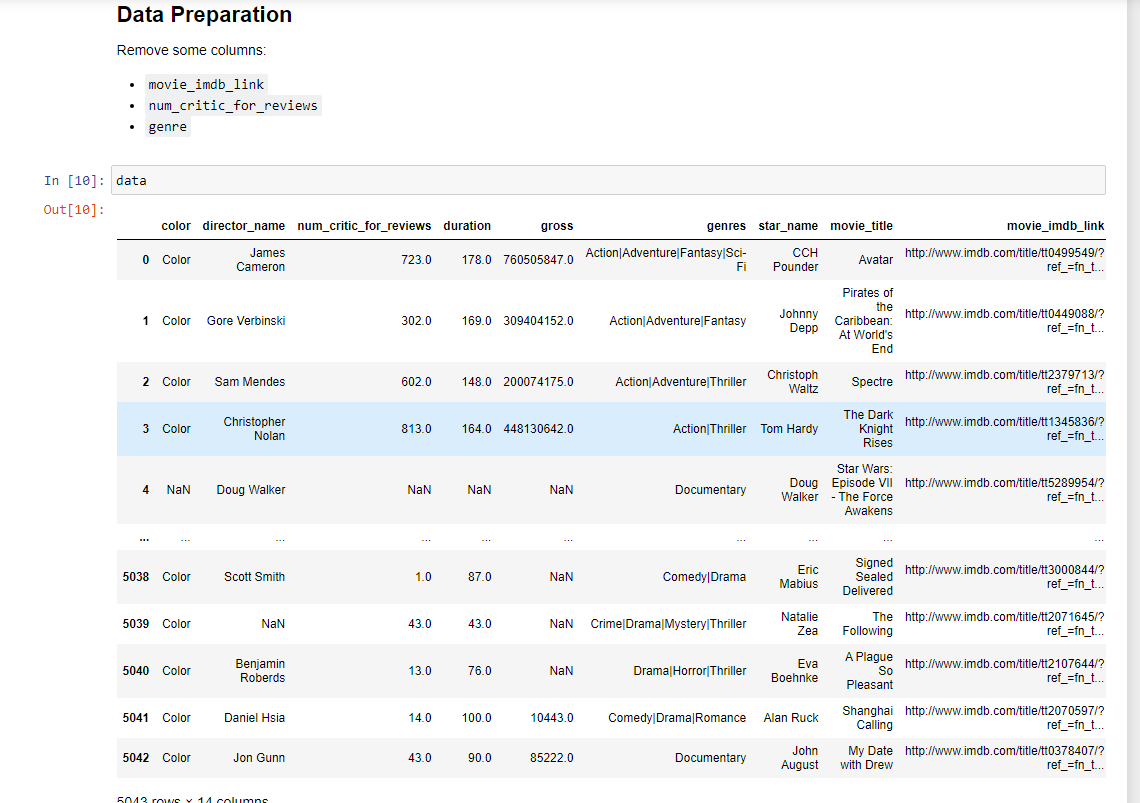 Data Preparation
Remove some columns:
• movie_imdb_link
• num_critic_for_reviews
• genre
In [10]: data
Out[10]:
color director_name num_critic_for_reviews duration gross genres star_name movie_title movie_imdb_link
0 Color James Cameron 723.0 178.0 760505847.0 Action|Adventure|Fantasy|Sci-Fi CCH Pounder Avatar http://www.imdb.com/title/tt0499549/?ref_=fn_t...
1 Color Gore Verbinski 302.0 169.0 309404152.0 Action|Adventure|Fantasy Johnny Depp Pirates of the Caribbean: At World's End http://www.imdb.com/title/tt0449088/?ref_=fn_t...
2 Color Sam Mendes 602.0 148.0 200074175.0 Action|Adventure|Thriller Christoph Waltz Spectre http://www.imdb.com/title/tt2379713/?ref_=fn_t...
3 Color Christopher Nolan 813.0 164.0 448130642.0 Action|Thriller Tom Hardy The Dark Knight Rises http://www.imdb.com/title/tt1345836/?ref_=fn_t...
4 NaN Doug Walker NaN NaN NaN Documentary Doug Walker Star Wars: Episode VII - The Force Awakens http://www.imdb.com/title/tt5289954/?ref_=fn_t...
... ... ... ... ... ... ... ... ... ...
5038 Color Scott Smith 1.0 87.0 NaN Comedy|Drama Eric Mabius Signed Sealed Delivered http://www.imdb.com/title/tt3000844/?ref_=fn_t...
5039 Color NaN 43.0 43.0 NaN Crime|Drama|Mystery|Thriller Natalie Zea The Following http://www.imdb.com/title/tt2071645/?ref_=fn_t...
5040 Color Benjamin Roberds 13.0 76.0 NaN Drama|Horror|Thriller Eva Boehnke A Plague So Pleasant http://www.imdb.com/title/tt2107644/?ref_=fn_t...
5041 Color Daniel Hsia 14.0 100.0 10443.0 Comedy|Drama|Romance Alan Ruck Shanghai Calling http://www.imdb.com/title/tt2070597/?ref_=fn_t...
5042 Color Jon Gunn 43.0 90.0 85222.0 Documentary John August My Date with Drew http://www.imdb.com/title/tt0378407/?ref_=fn_t...
5043 rows × 14 columns